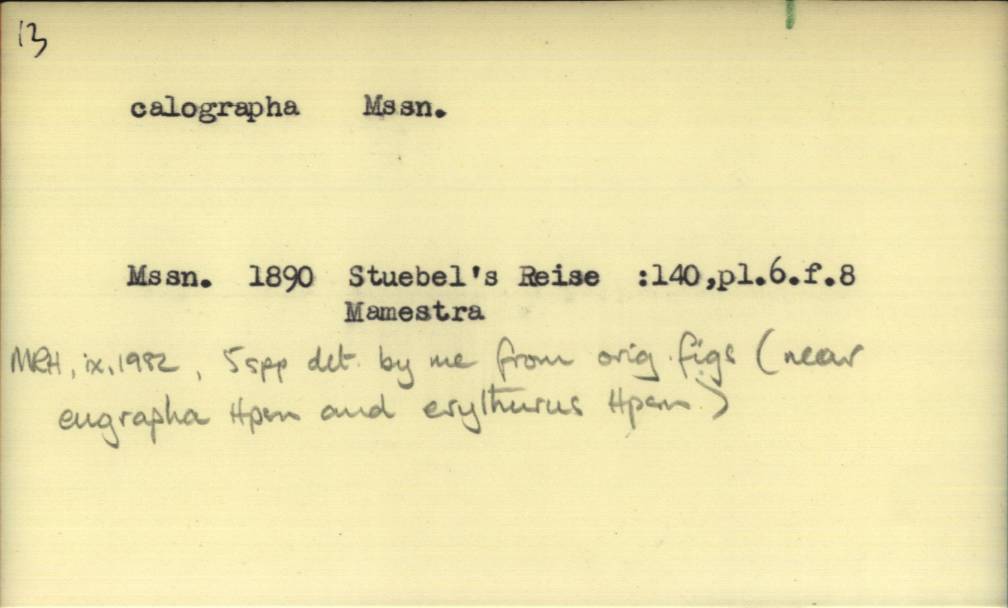 13
calographa Mssn.
Mssn. 1890 Stuebel's Reise :140,pl.6.f.8
Mamestra
MRH, ix.1982, 5spp det. by me from orig figs (near
eugrapha Hpsn and erythurus Hpsn.)